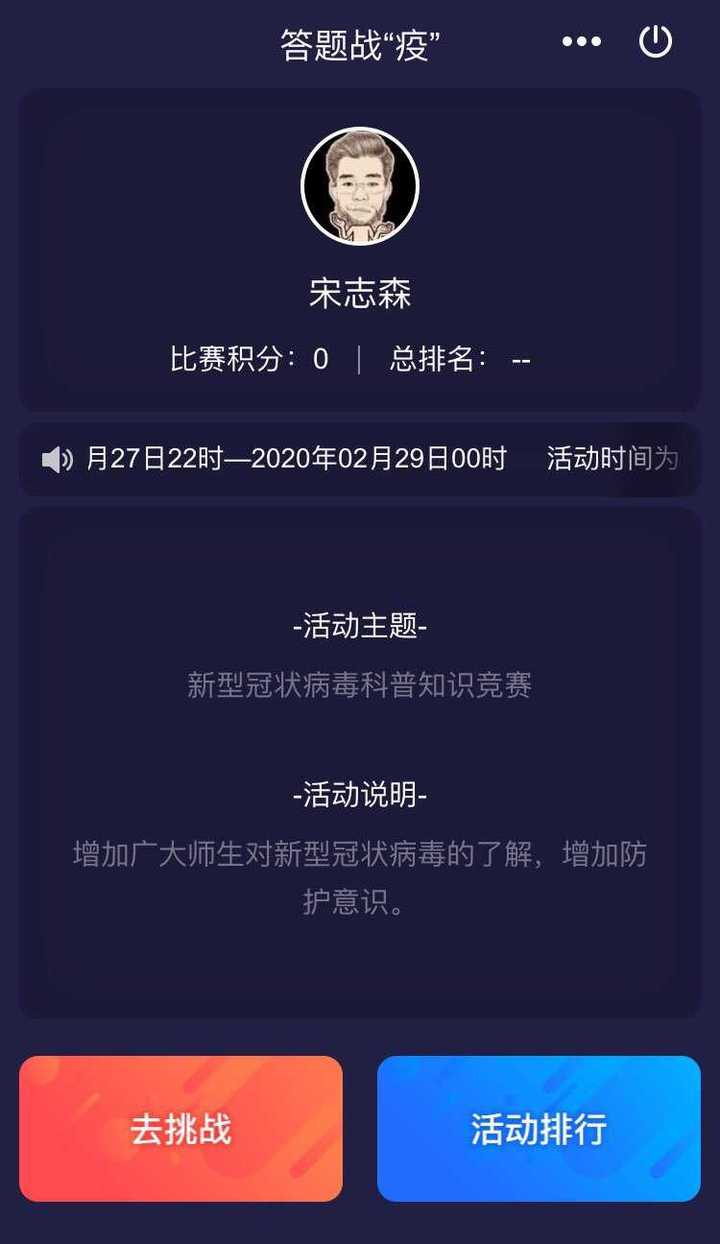 答题战“疫”
宋志森
比赛积分：0 | 总排名： --
月27日22时—2020年02月29日00时 活动时间为
-活动主题-
新型冠状病毒科普知识竞赛
-活动说明-
增加广大师生对新型冠状病毒的了解，增加防
护意识。
去挑战
活动排行